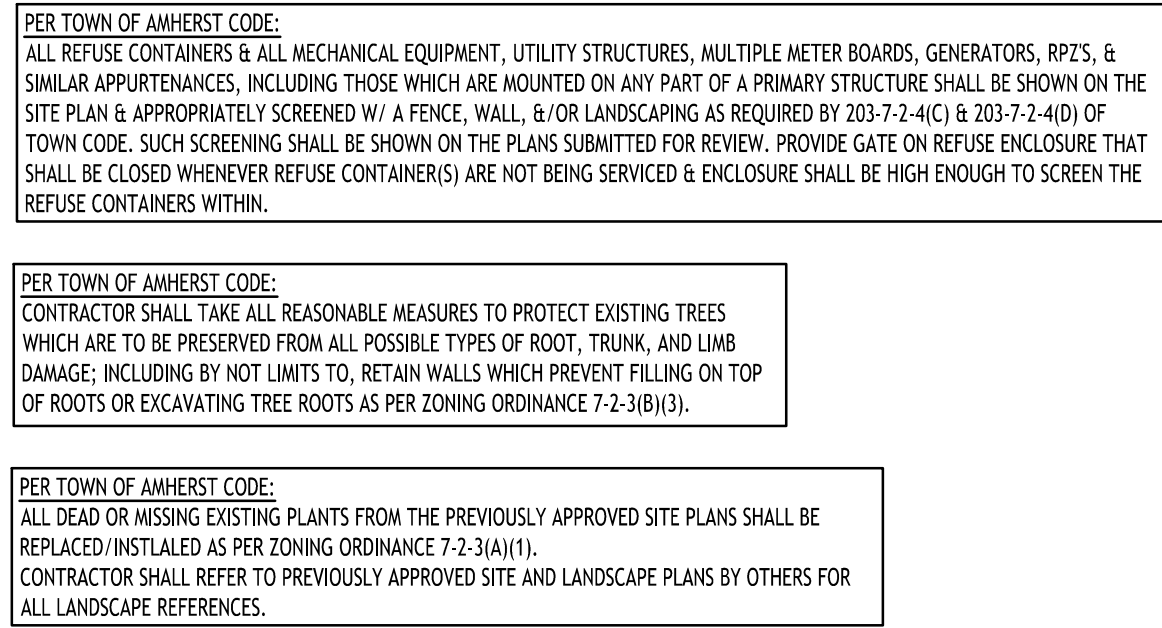 PER TOWN OF AMHERST CODE:
ALL REFUSE CONTAINERS & ALL MECHANICAL EQUIPMENT, UTILITY STRUCTURES, MULTIPLE METER BOARDS, GENERATORS, RPZ'S, &
SIMILAR APPURTENANCES, INCLUDING THOSE WHICH ARE MOUNTED ON ANY PART OF A PRIMARY STRUCTURE SHALL BE SHOWN ON THE
SITE PLAN & APPROPRIATELY SCREENED W/ A FENCE, WALL, &/OR LANDSCAPING AS REQUIRED BY 203-7-2-4(C) & 203-7-2-4(D) OF
TOWN CODE. SUCH SCREENING SHALL BE SHOWN ON THE PLANS SUBMITTED FOR REVIEW. PROVIDE GATE ON REFUSE ENCLOSURE THAT
SHALL BE CLOSED WHENEVER REFUSE CONTAINER(S) ARE NOT BEING SERVICED & ENCLOSURE SHALL BE HIGH ENOUGH TO SCREEN THE
REFUSE CONTAINERS WITHIN.
PER TOWN OF AMHERST CODE:
CONTRACTOR SHALL TAKE ALL REASONABLE MEASURES TO PROTECT EXISTING TREES
WHICH ARE TO BE PRESERVED FROM ALL POSSIBLE TYPES OF ROOT, TRUNK, AND LIMB
DAMAGE; INCLUDING BY NOT LIMITS TO, RETAIN WALLS WHICH PREVENT FILLING ON TOP
OF ROOTS OR EXCAVATING TREE ROOTS AS PER ZONING ORDINANCE 7-2-3(B)(3).
PER TOWN OF AMHERST CODE:
ALL DEAD OR MISSING EXISTING PLANTS FROM THE PREVIOUSLY APPROVED SITE PLANS SHALL BE
REPLACED/INSTLALED AS PER ZONING ORDINANCE 7-2-3(A)(1).
CONTRACTOR SHALL REFER TO PREVIOUSLY APPROVED SITE AND LANDSCAPE PLANS BY OTHERS FOR
ALL LANDSCAPE REFERENCES.